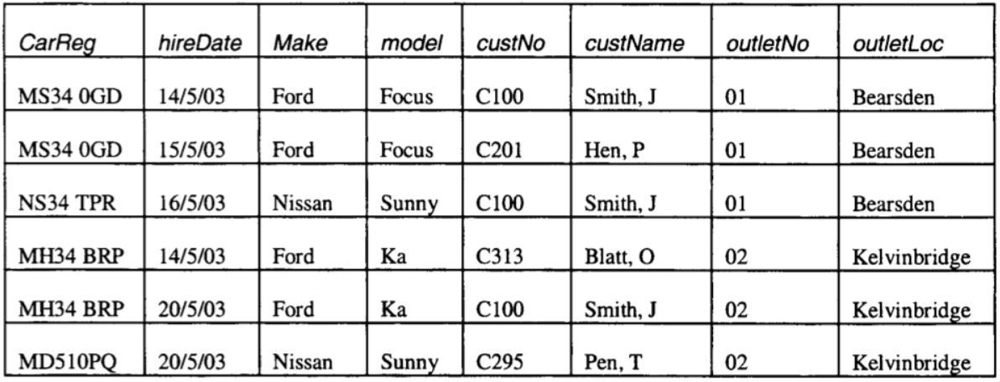 CarReg hireDate Make model custNo custName outletNo outletLoc
MS34 0GD 14/5/03 Ford Focus C100 Smith, J 01 Bearsden
MS34 0GD 15/5/03 Ford Focus C201 Hen, P 01 Bearsden
NS34 TPR 16/5/03 Nissan Sunny C100 Smith, J 01 Bearsden
MH34 BRP 14/5/03 Ford Ka C313 Blatt, O 02 Kelvinbridge
MH34 BRP 20/5/03 Ford Ka C100 Smith, J 02 Kelvinbridge
MD510PQ 20/5/03 Nissan Sunny C295 Pen, T 02 Kelvinbridge